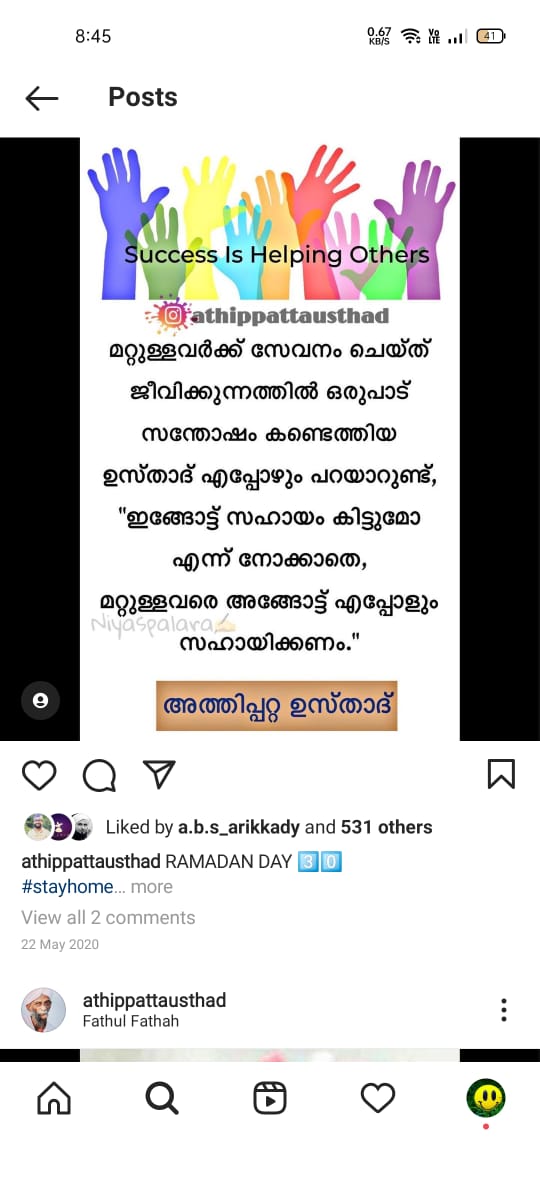 8:45
0.67 KB/S Vo LTE 41
Posts
Success Is Helping Others
athippattausthad
മറ്റുള്ളവർക്ക് സേവനം ചെയ്ത്
ജീവിക്കുന്നത്തിൽ ഒരുപാട്
സന്തോഷം കണ്ടെത്തിയ
ഉസ്താദ് എപ്പോഴും പറയാറുണ്ട്,
"ഇങ്ങോട്ട് സഹായം കിട്ടുമോ
എന്ന് നോക്കാതെ,
മറ്റുള്ളവരെ അങ്ങോട്ട് എപ്പോളും
Niyaspalara✍🏻
സഹായിക്കണം."
അത്തിപ്പറ്റ ഉസ്താദ്
Liked by a.b.s_arikkady and 531 others
athippattausthad RAMADAN DAY 3️⃣0️⃣
#stayhome... more
View all 2 comments
22 May 2020
athippattausthad
Fathul Fathah